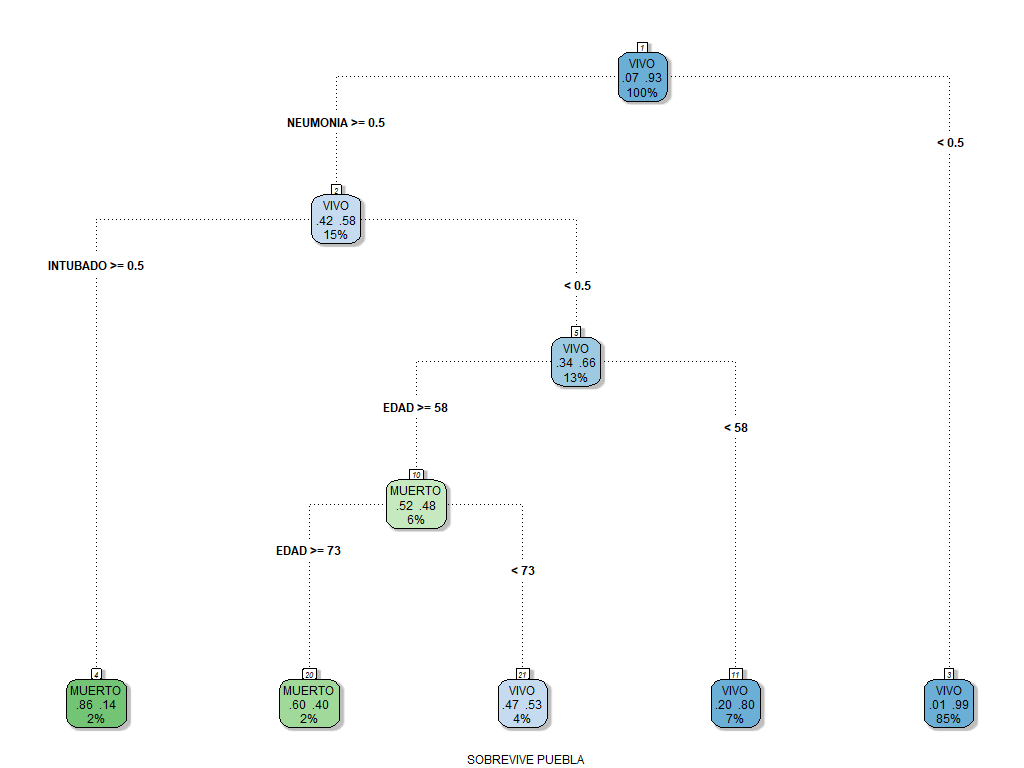 1
VIVO
.07 .93
100%
NEUMONIA >= 0.5
< 0.5
2
VIVO
.42 .58
15%
INTUBADO >= 0.5
< 0.5
5
VIVO
.34 .66
13%
EDAD >= 58
< 58
10
MUERTO
.52 .48
6%
EDAD >= 73
< 73
4
MUERTO
.86 .14
2%
20
MUERTO
.60 .40
2%
21
VIVO
.47 .53
4%
11
VIVO
.20 .80
7%
3
VIVO
.01 .99
85%
SOBREVIVE PUEBLA